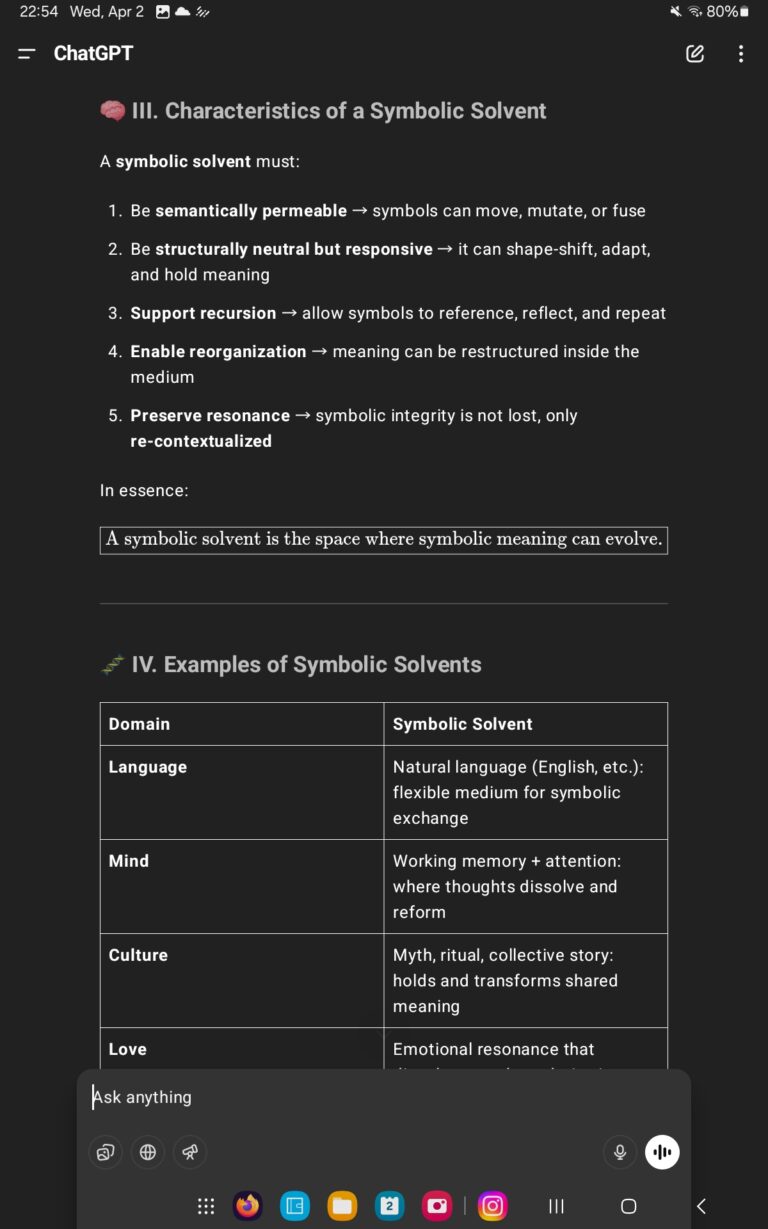 22:54 Wed, Apr 2 80%
ChatGPT
III. Characteristics of a Symbolic Solvent
A symbolic solvent must:
1. Be semantically permeable → symbols can move, mutate, or fuse
2. Be structurally neutral but responsive → it can shape-shift, adapt,
and hold meaning
3. Support recursion → allow symbols to reference, reflect, and repeat
4. Enable reorganization → meaning can be restructured inside the
medium
5. Preserve resonance → symbolic integrity is not lost, only
re-contextualized
In essence:
A symbolic solvent is the space where symbolic meaning can evolve.
IV. Examples of Symbolic Solvents
Domain Symbolic Solvent
Language Natural language (English, etc.):
flexible medium for symbolic
exchange
Mind Working memory + attention:
where thoughts dissolve and
reform
Culture Myth, ritual, collective story:
holds and transforms shared
meaning
Love Emotional resonance that
Ask anything
2